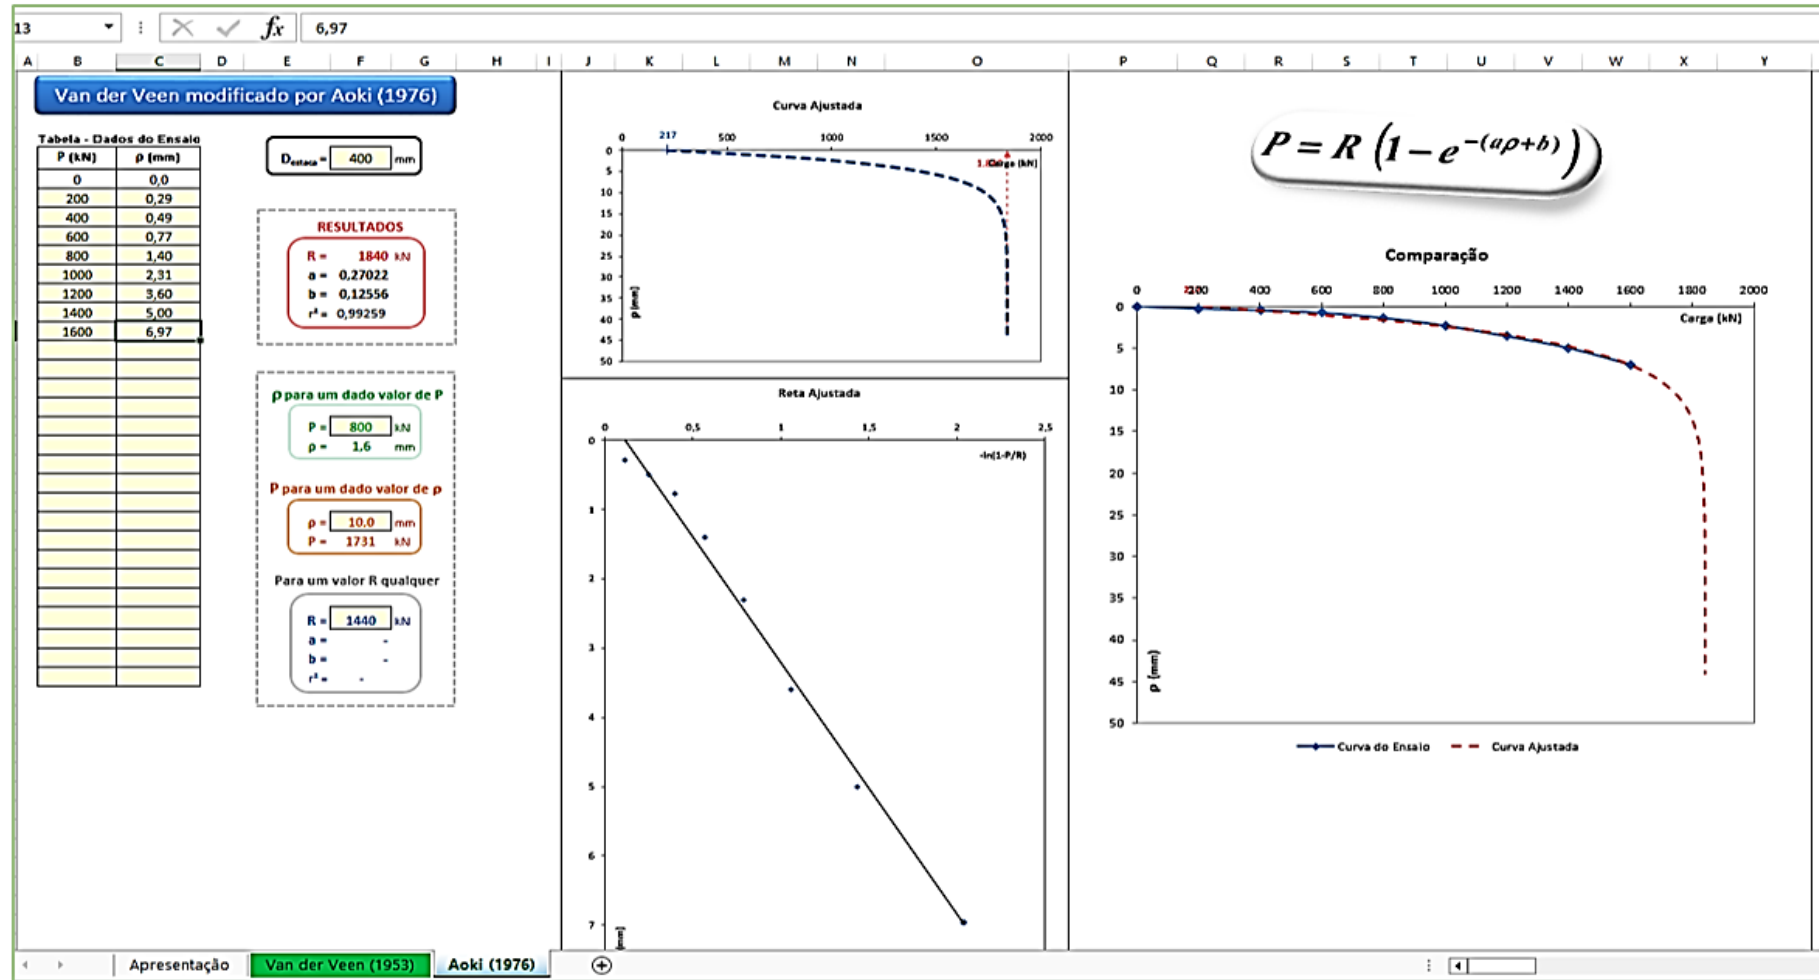 13 fx 6,97
A B C D E F G H I J K L M N O P Q R S T U V W X Y
Van der Veen modificado por Aoki (1976)
Tabela - Dados do Ensaio
P (kN) ρ (mm)
0 0,0
200 0,29
400 0,49
600 0,77
800 1,40
1000 2,31
1200 3,60
1400 5,00
1600 6,97
Destaca = 400 mm
RESULTADOS
R = 1840 kN
a = 0,27022
b = 0,12556
r² = 0,99259
ρ para um dado valor de P
P = 800 kN
ρ = 1,6 mm
P para um dado valor de ρ
ρ = 10,0 mm
P = 1731 kN
Para um valor R qualquer
R = 1440 kN
a = -
b = -
r² = -
Curva Ajustada
0 217 500 1000 1500 2000
Carga (kN)
0
5
10
15
20
25
30
35
40
45
50
ρ (mm)
Reta Ajustada
0 0,5 1 1,5 2 2,5
-ln(1-P/R)
0
1
2
3
4
5
6
7
(mm)
P = R (1 − e^−(aρ+b))
Comparação
0 200 400 600 800 1000 1200 1400 1600 1800 2000
Carga (kN)
0
5
10
15
20
25
30
35
40
45
50
ρ (mm)
Curva do Ensaio Curva Ajustada
Apresentação Van der Veen (1953) Aoki (1976)